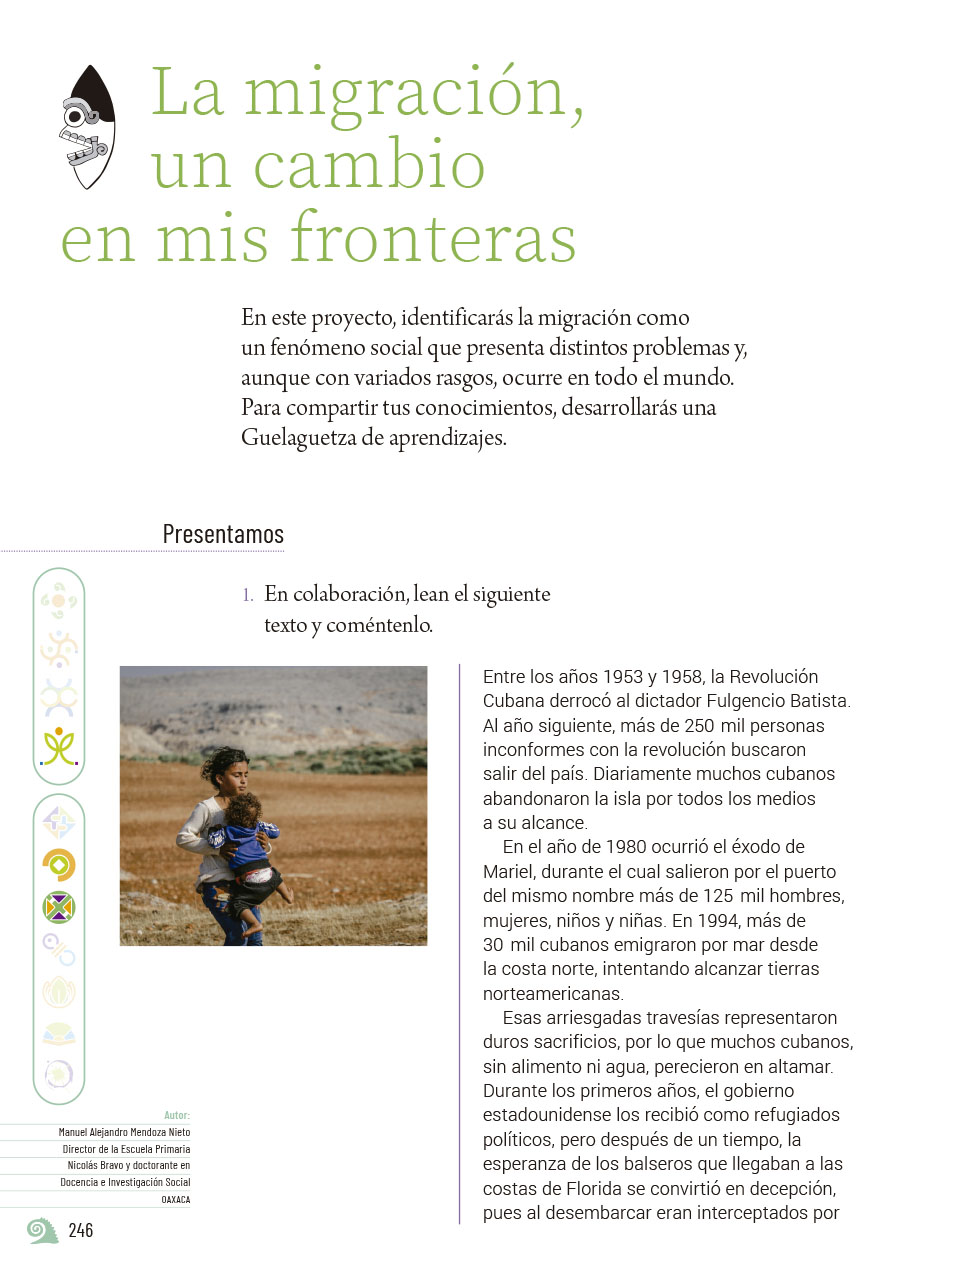 La migración,
un cambio
en mis fronteras
En este proyecto, identificarás la migración como
un fenómeno social que presenta distintos problemas y,
aunque con variados rasgos, ocurre en todo el mundo.
Para compartir tus conocimientos, desarrollarás una
Guelaguetza de aprendizajes.
Presentamos
1. En colaboración, lean el siguiente
texto y coméntenlo.
Entre los años 1953 y 1958, la Revolución
Cubana derrocó al dictador Fulgencio Batista.
Al año siguiente, más de 250 mil personas
inconformes con la revolución buscaron
salir del país. Diariamente muchos cubanos
abandonaron la isla por todos los medios
a su alcance.
En el año de 1980 ocurrió el éxodo de
Mariel, durante el cual salieron por el puerto
del mismo nombre más de 125 mil hombres,
mujeres, niños y niñas. En 1994, más de
30 mil cubanos emigraron por mar desde
la costa norte, intentando alcanzar tierras
norteamericanas.
Esas arriesgadas travesías representaron
duros sacrificios, por lo que muchos cubanos,
sin alimento ni agua, perecieron en altamar.
Durante los primeros años, el gobierno
estadounidense los recibió como refugiados
políticos, pero después de un tiempo, la
esperanza de los balseros que llegaban a las
costas de Florida se convirtió en decepción,
pues al desembarcar eran interceptados por
Autor:
Manuel Alejandro Mendoza Nieto
Director de la Escuela Primaria
Nicolás Bravo y doctorante en
Docencia e Investigación Social
OAXACA
246